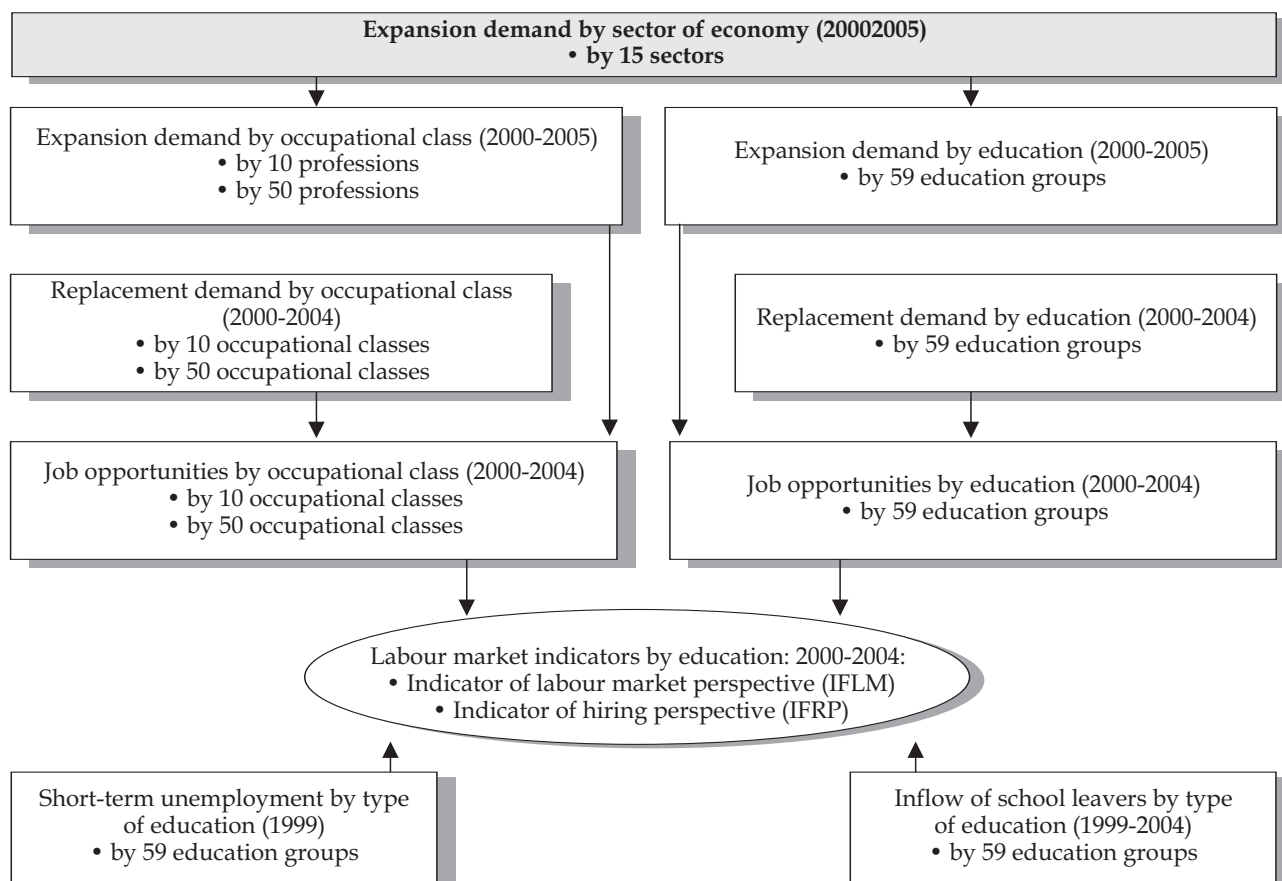 Expansion demand by sector of economy (20002005)
• by 15 sectors
Expansion demand by occupational class (2000-2005)
• by 10 professions
• by 50 professions
Expansion demand by education (2000-2005)
• by 59 education groups
Replacement demand by occupational class
(2000-2004)
• by 10 occupational classes
• by 50 occupational classes
Replacement demand by education (2000-2004)
• by 59 education groups
Job opportunities by occupational class (2000-2004)
• by 10 occupational classes
• by 50 occupational classes
Job opportunities by education (2000-2004)
• by 59 education groups
Labour market indicators by education: 2000-2004:
• Indicator of labour market perspective (IFLM)
• Indicator of hiring perspective (IFRP)
Short-term unemployment by type
of education (1999)
• by 59 education groups
Inflow of school leavers by type
of education (1999-2004)
• by 59 education groups